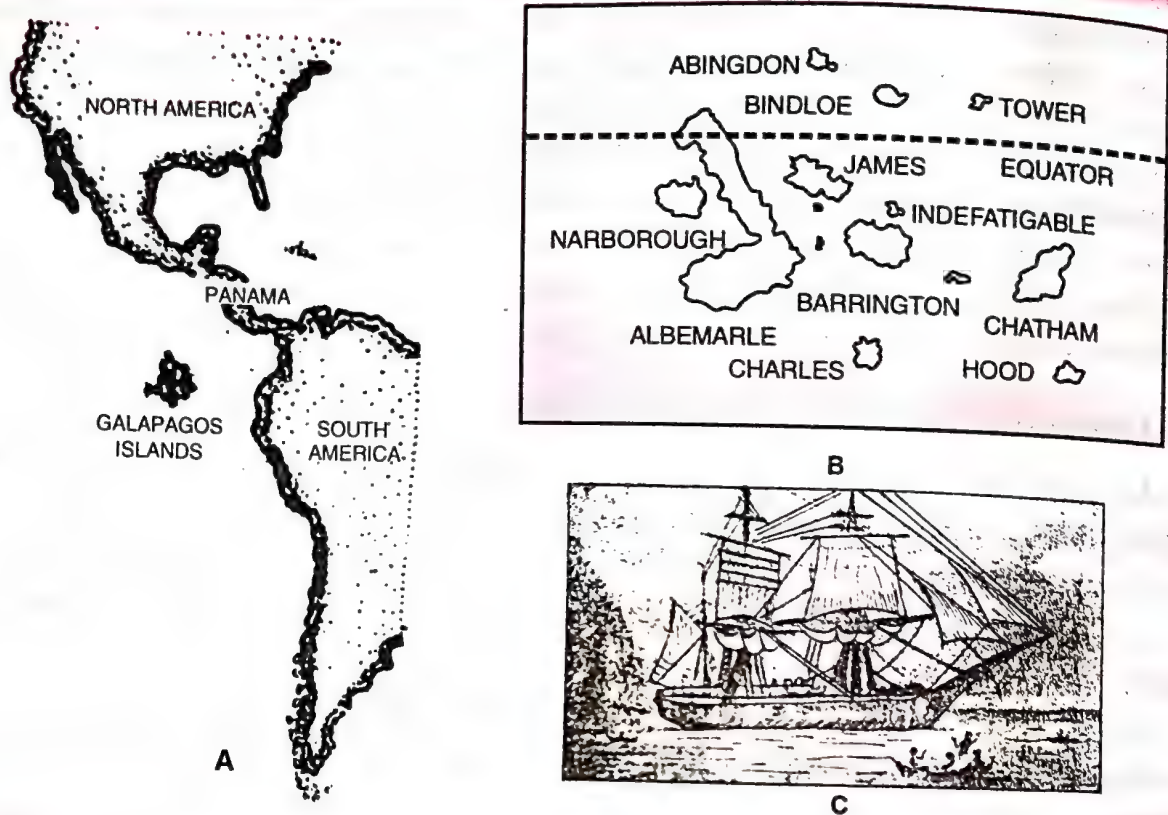 NORTH AMERICA
PANAMA
GALAPAGOS
ISLANDS
SOUTH
AMERICA
A
ABINGDON
BINDLOE
TOWER
JAMES
EQUATOR
INDEFATIGABLE
NARBOROUGH
BARRINGTON
CHATHAM
ALBEMARLE
CHARLES
HOOD
B
C